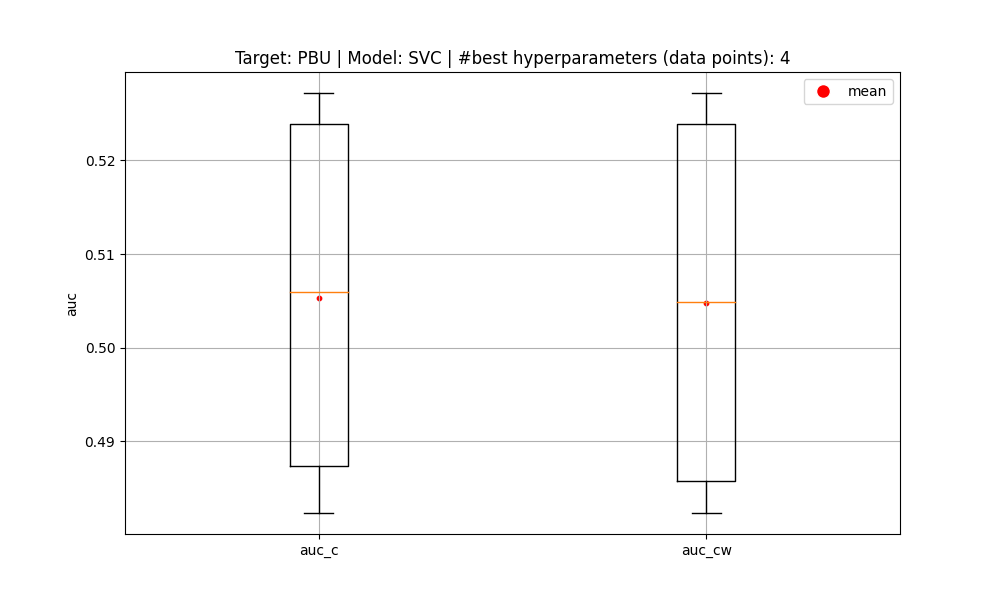 Target: PBU | Model: SVC | #best hyperparameters (data points): 4
mean
0.52
0.51
0.50
0.49
auc
auc_c
auc_cw